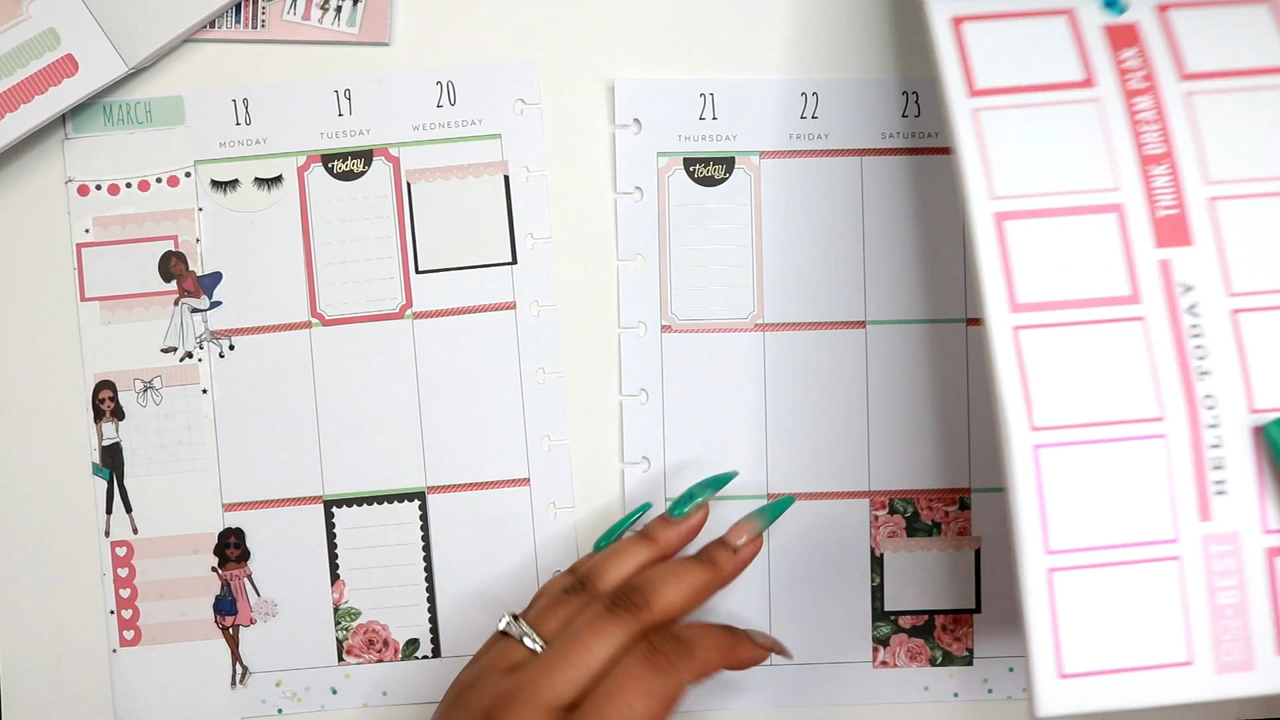 MARCH
18
MONDAY
19
TUESDAY
20
WEDNESDAY
21
THURSDAY
22
FRIDAY
23
SATURDAY
today
today
THINK. DREAM. PLAN
HELLO TODAY